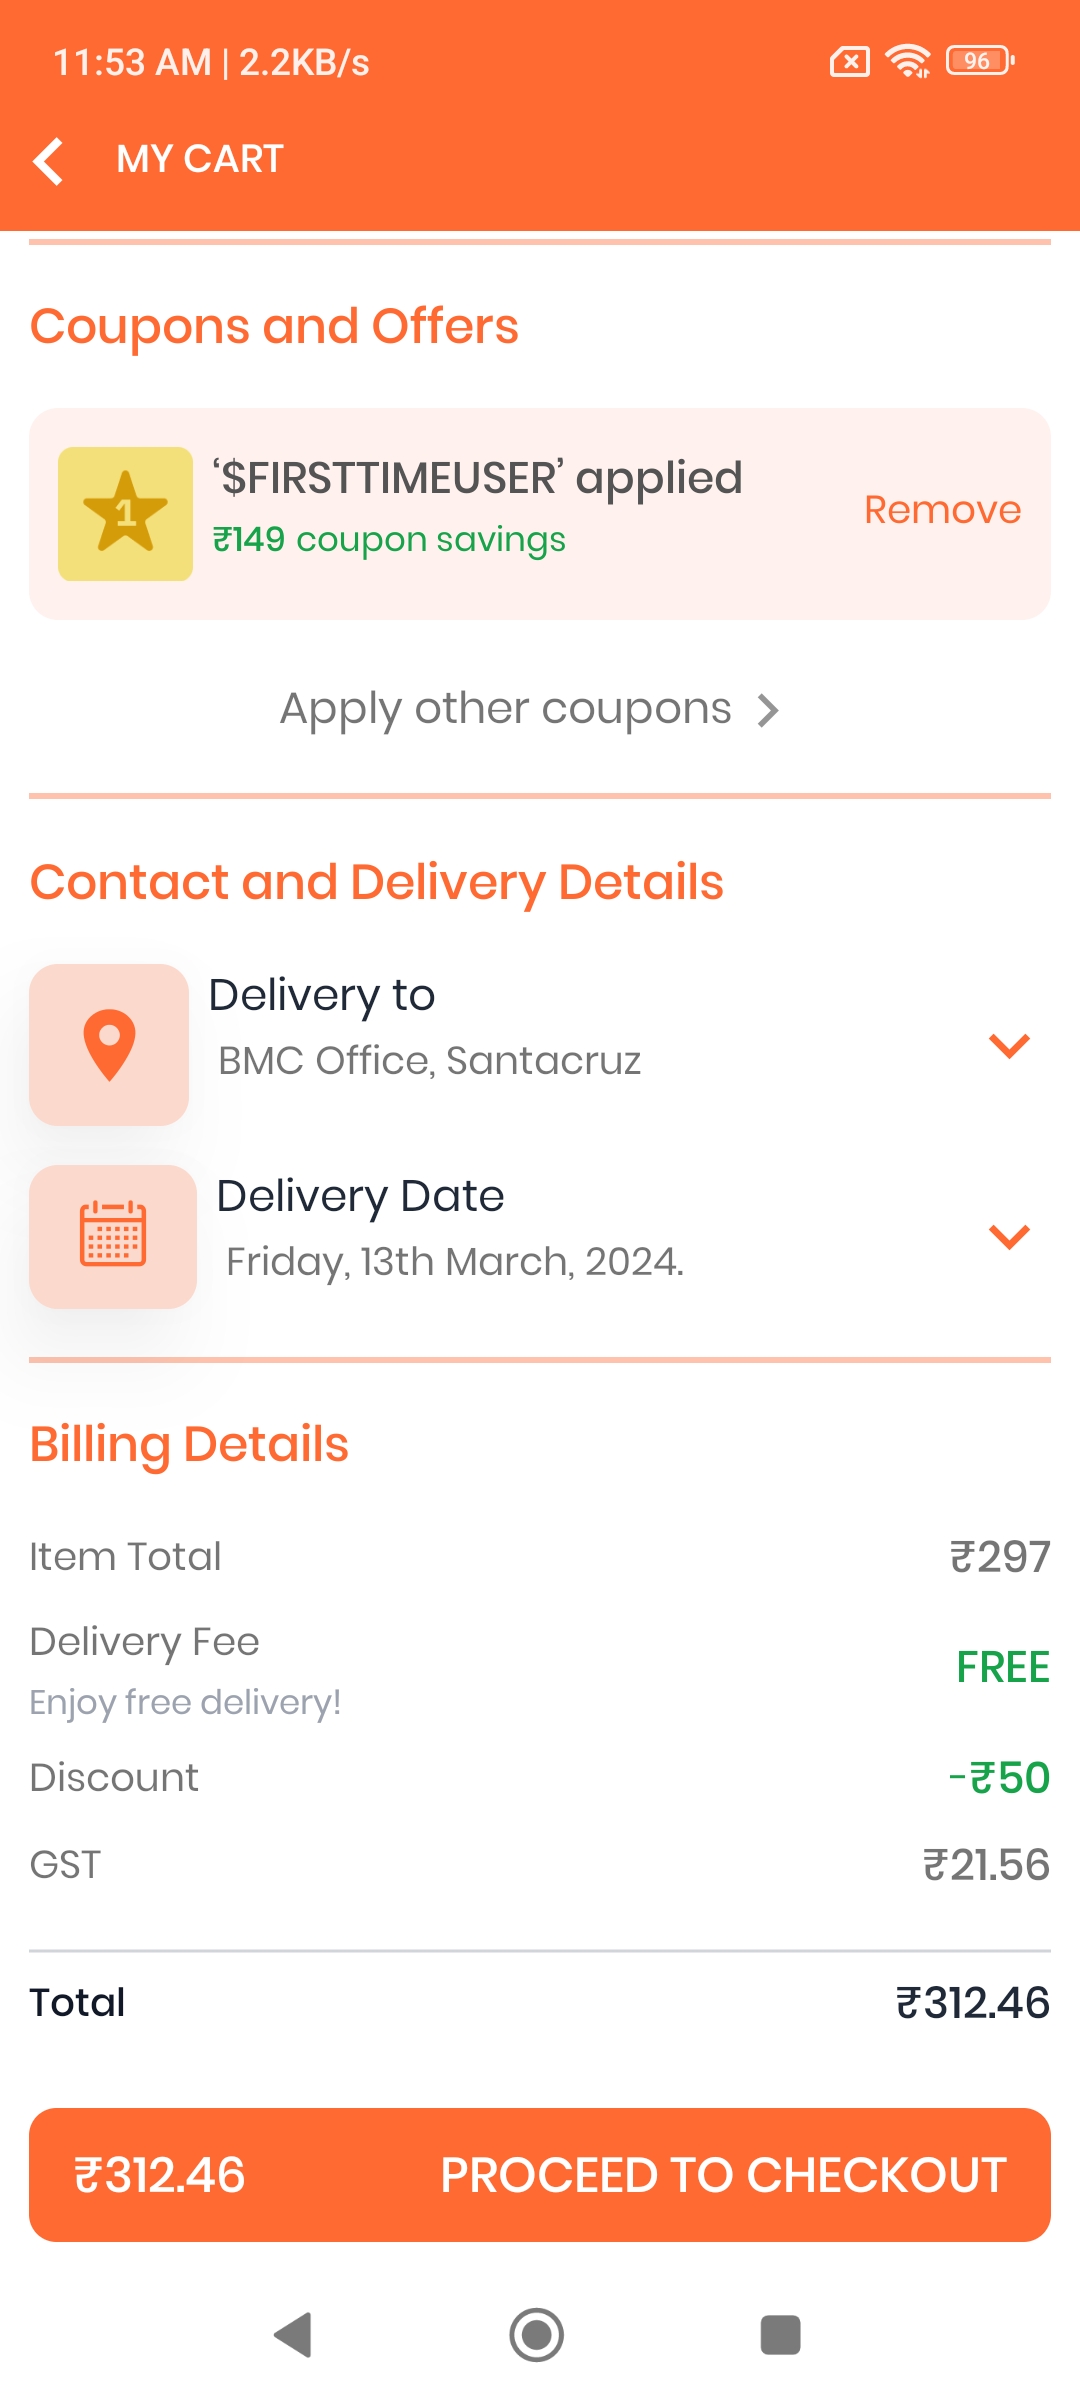 11:53 AM | 2.2KB/s
96
MY CART
Coupons and Offers
1
‘$FIRSTTIMEUSER’ applied
₹149 coupon savings
Remove
Apply other coupons
Contact and Delivery Details
Delivery to
BMC Office, Santacruz
Delivery Date
Friday, 13th March, 2024.
Billing Details
Item Total ₹297
Delivery Fee
FREE
Enjoy free delivery!
Discount -₹50
GST ₹21.56
Total ₹312.46
₹312.46 PROCEED TO CHECKOUT